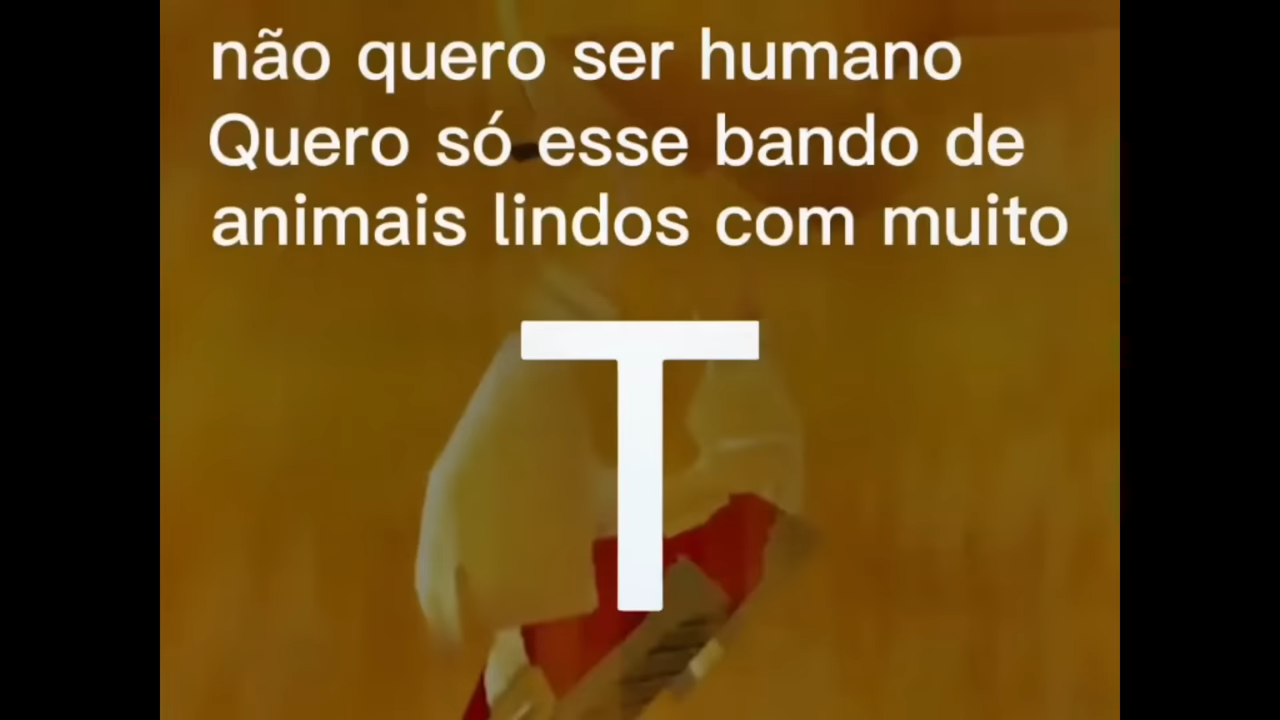 não quero ser humano
Quero só esse bando de
animais lindos com muito
T